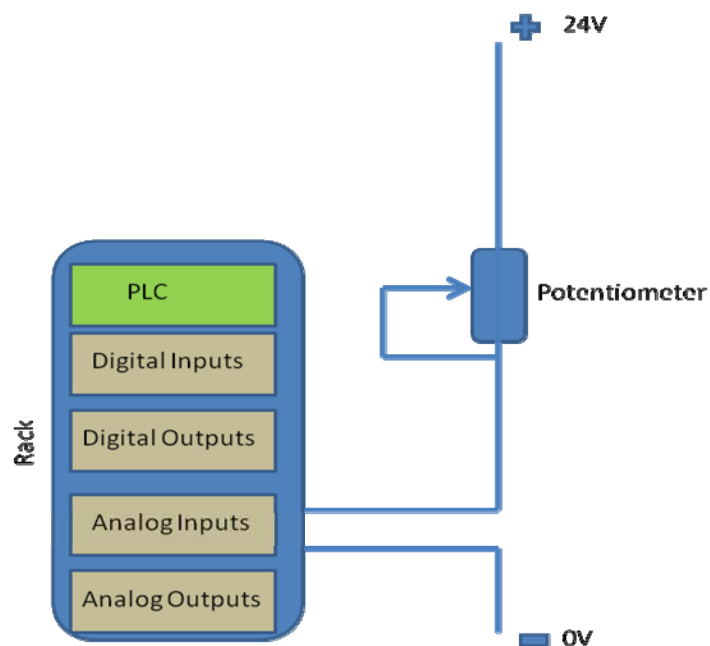 24V
PLC
Potentiometer
Digital Inputs
Digital Outputs
Rack
Analog Inputs
Analog Outputs
0V